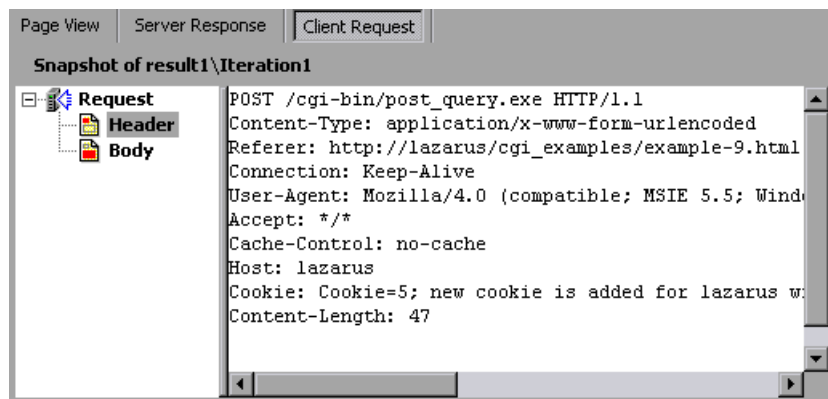 Page View Server Response Client Request
Snapshot of result1\Iteration1
Request
Header
Body
POST /cgi-bin/post_query.exe HTTP/1.1
Content-Type: application/x-www-form-urlencoded
Referer: http://lazarus/cgi_examples/example-9.html
Connection: Keep-Alive
User-Agent: Mozilla/4.0 (compatible; MSIE 5.5;
Accept: */*
Cache-Control: no-cache
Host: lazarus
Cookie: Cookie=5; new cookie is added for lazarus
Content-Length: 47